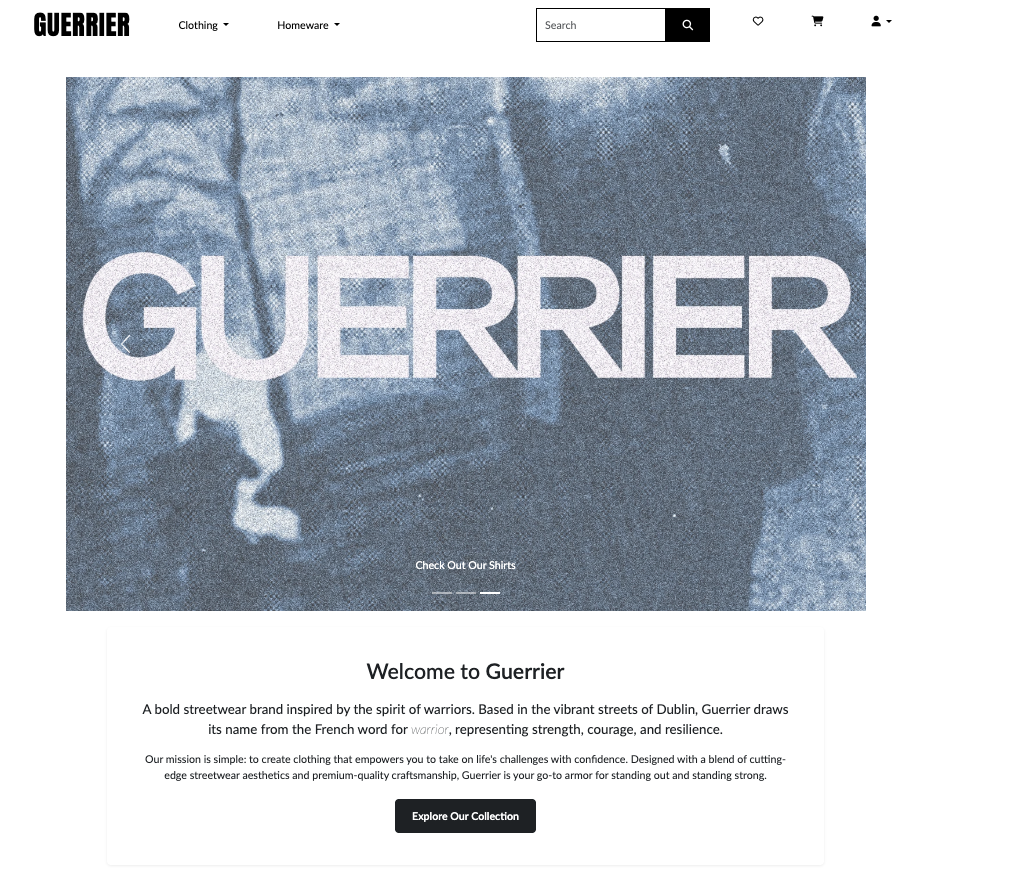 GUERRIER
Clothing
Homeware
Search
GUERRIER
Check Out Our Shirts
Welcome to Guerrier
A bold streetwear brand inspired by the spirit of warriors. Based in the vibrant streets of Dublin, Guerrier draws
its name from the French word for warrior, representing strength, courage, and resilience.
Our mission is simple: to create clothing that empowers you to take on life's challenges with confidence. Designed with a blend of cutting-
edge streetwear aesthetics and premium-quality craftsmanship, Guerrier is your go-to armor for standing out and standing strong.
Explore Our Collection